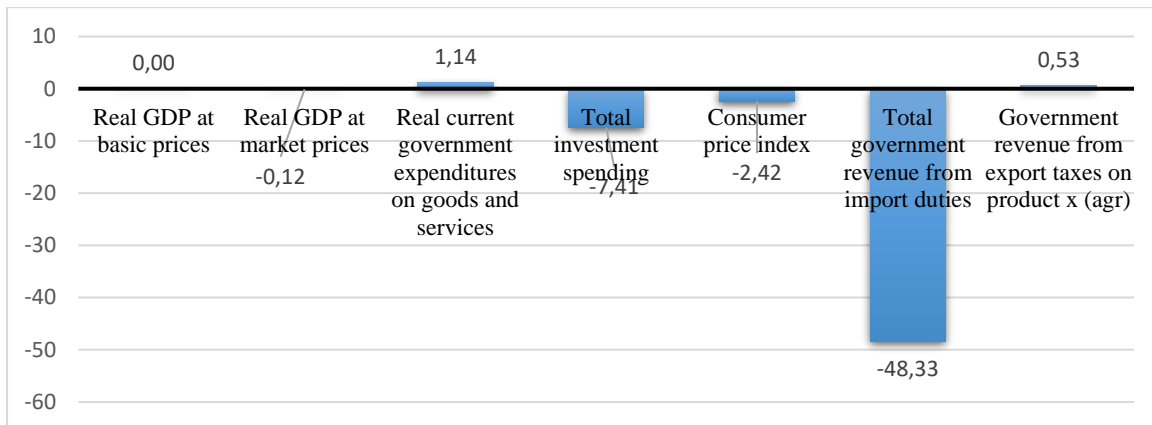 10
0
-10
-20
-30
-40
-50
-60
0,00
-0,12
1,14
-7,41
-2,42
-48,33
0,53
Real GDP at
basic prices
Real GDP at
market prices
Real current
government
expenditures
on goods and
services
Total
investment
spending
Consumer
price index
Total
government
revenue from
import duties
Government
revenue from
export taxes on
product x (agr)